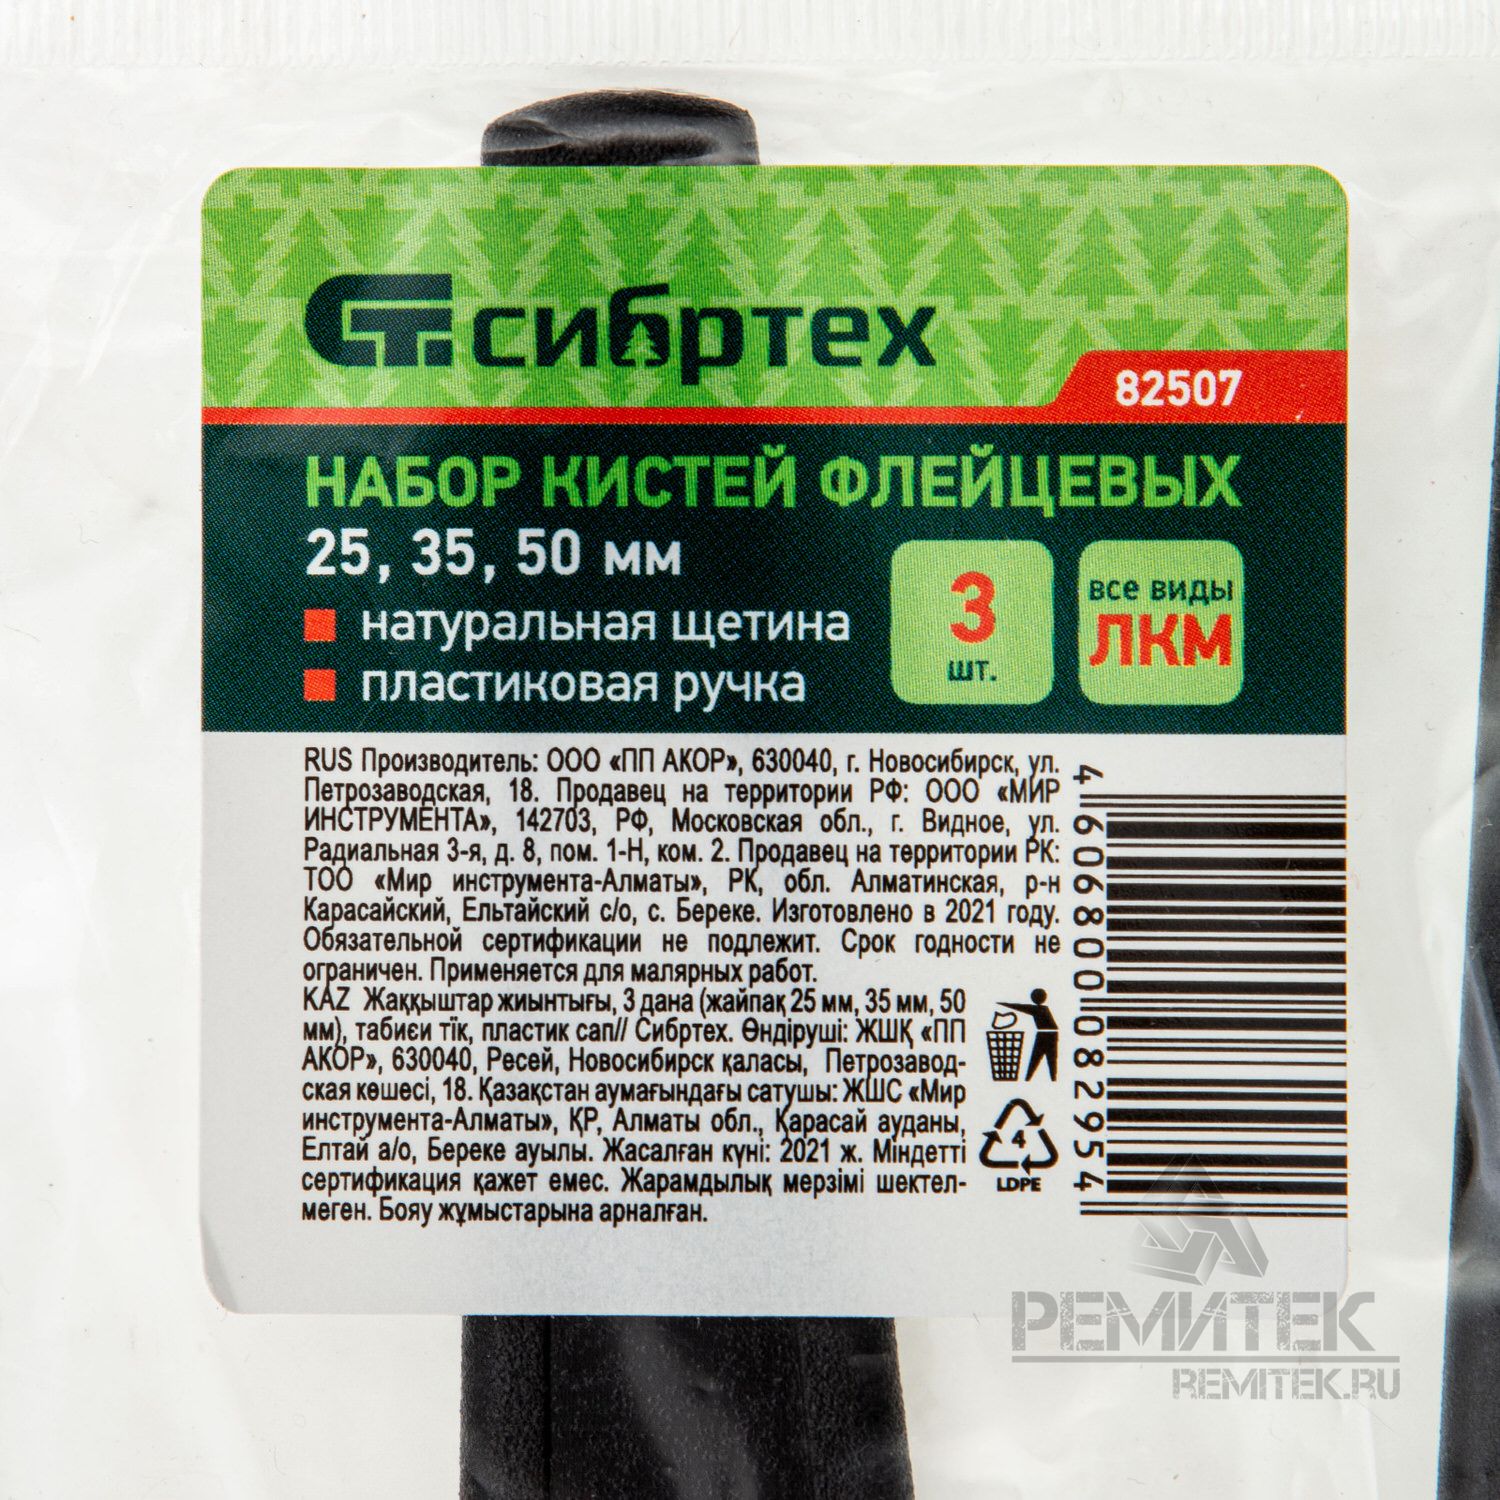 сибртех
82507
НАБОР КИСТЕЙ ФЛЕЙЦЕВЫХ
25, 35, 50 мм
натуральная щетина
пластиковая ручка
3
шт.
все виды
ЛКМ
RUS Производитель: ООО «ПП АКОР», 630040, г. Новосибирск, ул.
Петрозаводская, 18. Продавец на территории РФ: ООО «МИР
ИНСТРУМЕНТА», 142703, РФ, Московская обл., г. Видное, ул.
Радиальная 3-я, д. 8, пом. 1-Н, ком. 2. Продавец на территории РК:
ТОО «Мир инструмента-Алматы», РК, обл. Алматинская, р-н
Карасайский, Ельтайский с/о, с. Береке. Изготовлено в 2021 году.
Обязательной сертификации не подлежит. Срок годности не
ограничен. Применяется для малярных работ.
KAZ Жаққыштар жиынтығы, 3 дана (жайпақ 25 мм, 35 мм, 50
мм), табиєи тїк, пластик сап// Сибртех. Өндіруші: ЖШҚ «ПП
АКОР», 630040, Ресей, Новосибирск қаласы, Петрозавод-
ская көшесі, 18. Қазақстан аумағындағы сатушы: ЖШС «Мир
инструмента-Алматы», ҚР, Алматы обл., Қарасай ауданы,
Елтай а/о, Береке ауылы. Жасалған күні: 2021 ж. Міндетті
сертификация қажет емес. Жарамдылық мерзімі шектел-
меген. Бояу жұмыстарына арналған.
4
LDPE
4 606800 082954
РЕМИТЕК
REMITEK.RU